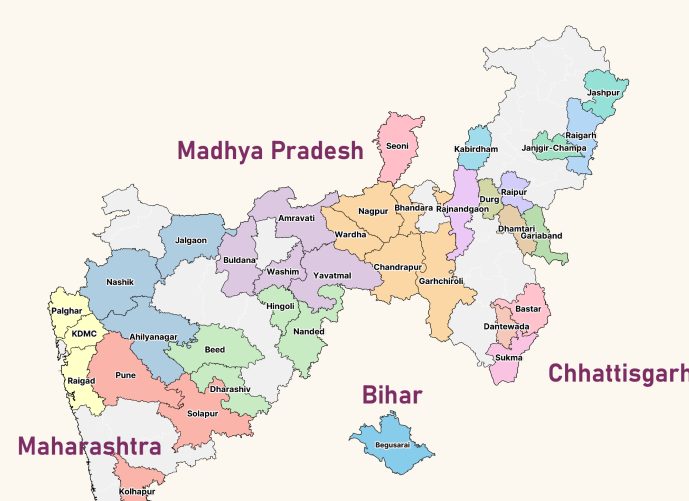 Jashpur
Raigarh
Seoni
Kabirdham
Janjgir-Champa
Madhya Pradesh
Raipur
Durg
Nagpur
Bhandara
Rajnandgaon
Amravati
Dhamtari
Gariaband
Wardha
Jalgaon
Buldana
Washim
Yavatmal
Chandrapur
Garhchiroli
Nashik
Hingoli
Palghar
Bastar
Dantewada
KDMC
Ahilyanagar
Nanded
Beed
Sukma
Pune
Raigad
Chhattisgarh
Dharashiv
Bihar
Solapur
Maharashtra
Begusarai
Kolhapur